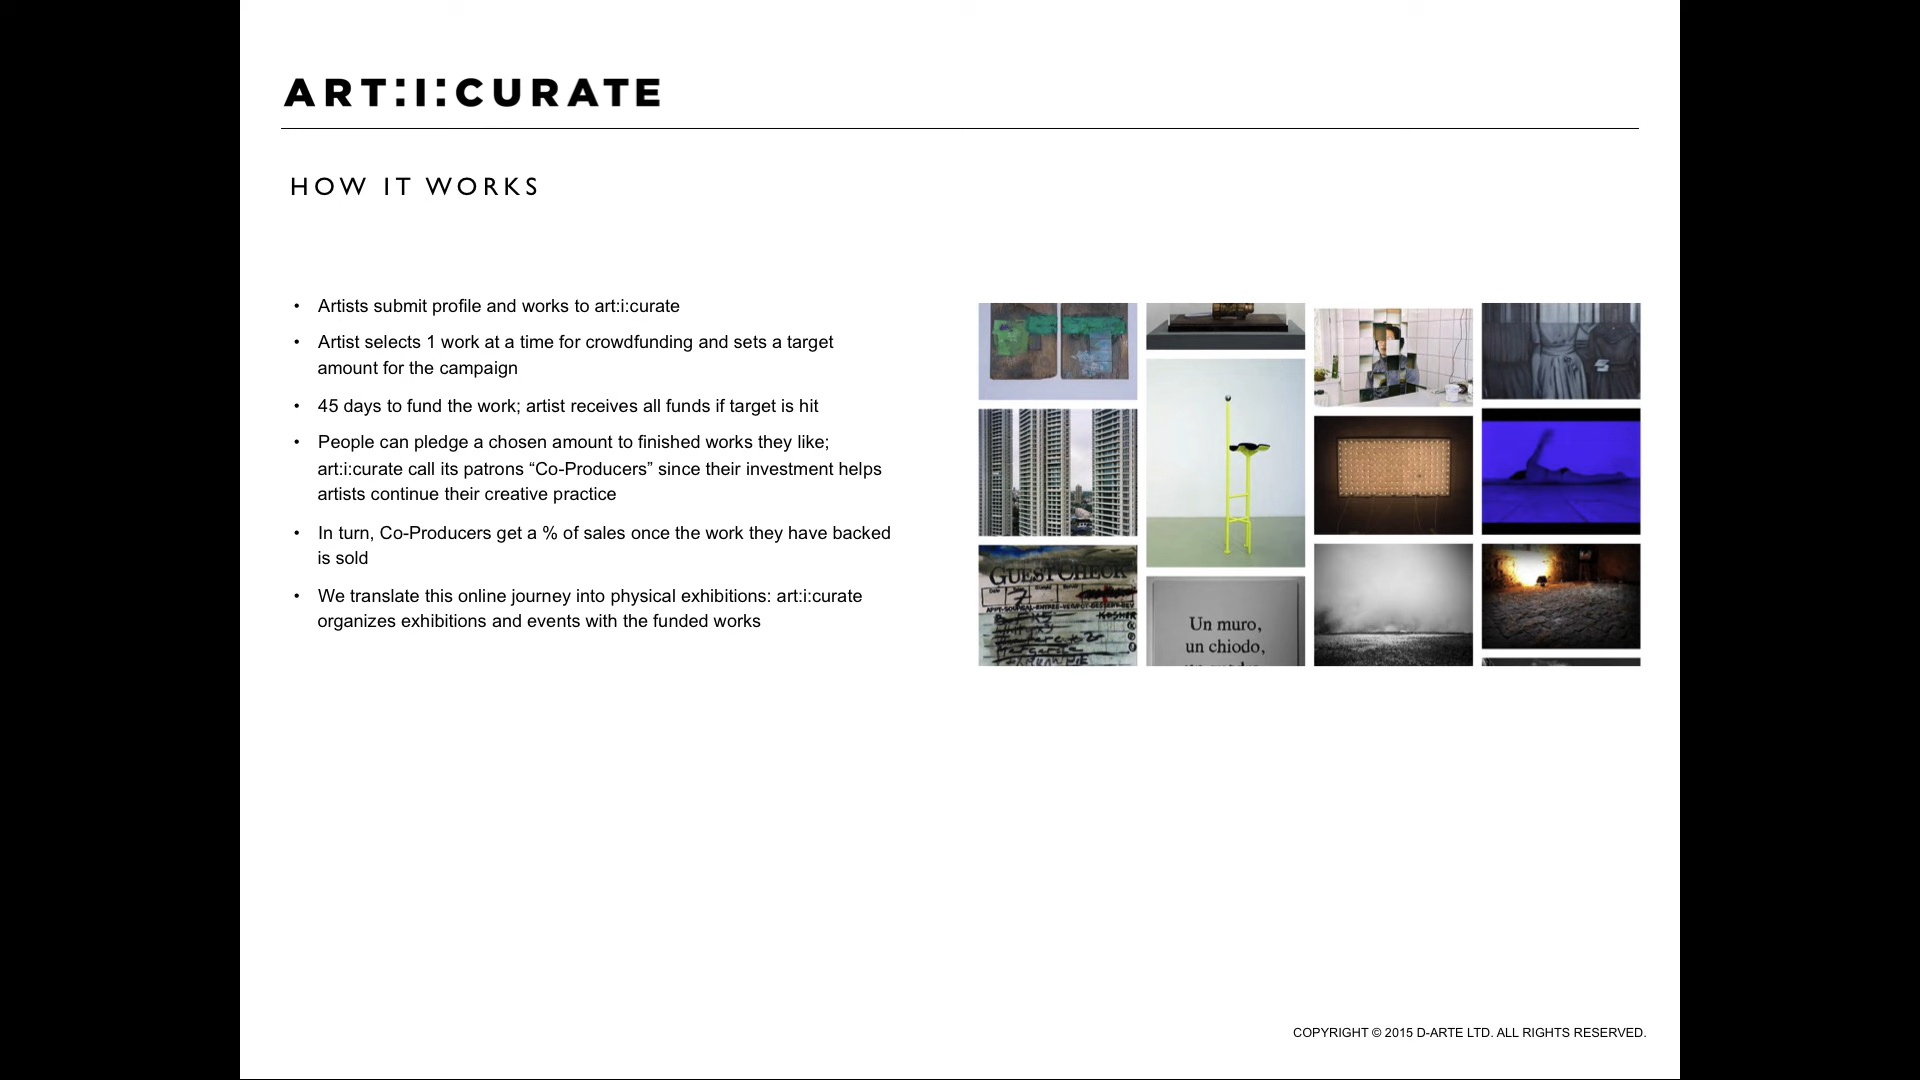 ART:I:CURATE
HOW IT WORKS
• Artists submit profile and works to art:i:curate
• Artist selects 1 work at a time for crowdfunding and sets a target
amount for the campaign
• 45 days to fund the work; artist receives all funds if target is hit
• People can pledge a chosen amount to finished works they like;
art:i:curate call its patrons “Co-Producers” since their investment helps
artists continue their creative practice
• In turn, Co-Producers get a % of sales once the work they have backed
is sold
• We translate this online journey into physical exhibitions: art:i:curate
organizes exhibitions and events with the funded works
GUESTCHECK
KOSHER
Un muro,
un chiodo,
COPYRIGHT © 2015 D-ARTE LTD. ALL RIGHTS RESERVED.